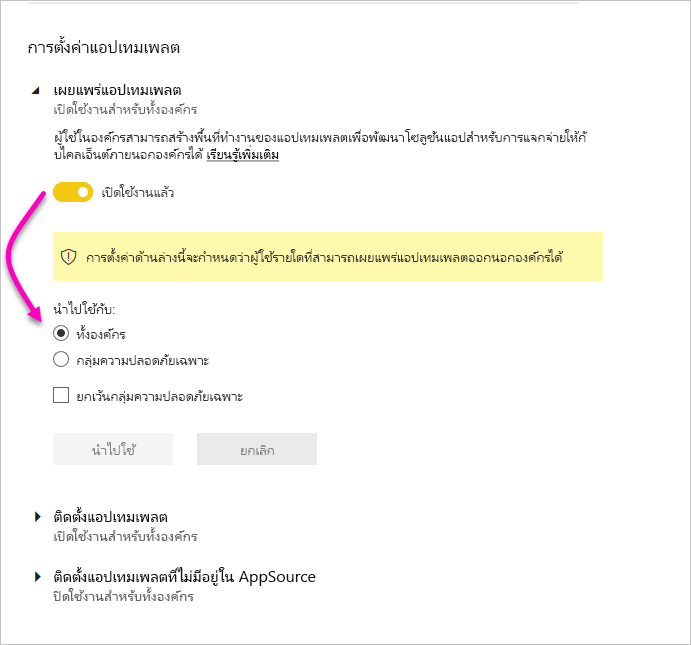 การตั้งค่าแอปเทมเพลต
เผยแพร่แอปเทมเพลต
เปิดใช้งานสำหรับทั้งองค์กร
ผู้ใช้ในองค์กรสามารถสร้างพื้นที่ทำงานของแอปเทมเพลตเพื่อพัฒนาโซลูชันแอปสำหรับการแจกจ่ายให้กั
บไคลเอ็นต์ภายนอกองค์กรได้ เรียนรู้เพิ่มเติม
เปิดใช้งานแล้ว
การตั้งค่าด้านล่างนี้จะกำหนดว่าผู้ใช้รายใดที่สามารถเผยแพร่แอปเทมเพลตออกนอกองค์กรได้
นำไปใช้กับ:
ทั้งองค์กร
กลุ่มความปลอดภัยเฉพาะ
ยกเว้นกลุ่มความปลอดภัยเฉพาะ
นำไปใช้ ยกเลิก
ติดตั้งแอปเทมเพลต
เปิดใช้งานสำหรับทั้งองค์กร
ติดตั้งแอปเทมเพลตที่ไม่มีอยู่ใน AppSource
ปิดใช้งานสำหรับทั้งองค์กร